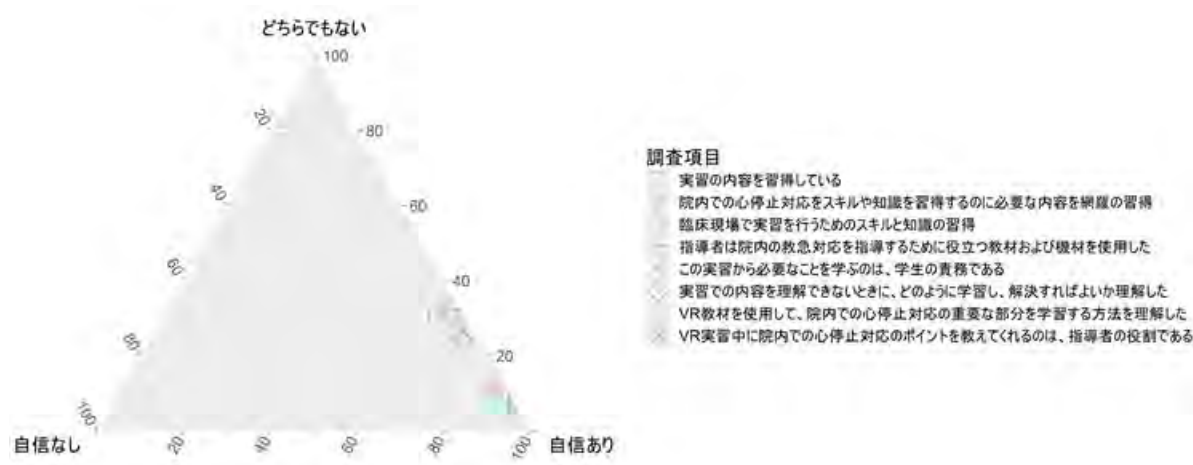 どちらでもない
100
20
80
40
60
60
40
80
20
100
自信なし
20
40
60
80
100
自信あり
調査項目
実習の内容を習得している
院内での心停止対応をスキルや知識を習得するのに必要な内容を網羅の習得
臨床現場で実習を行うためのスキルと知識の習得
指導者は院内の救急対応を指導するために役立つ教材および機材を使用した
この実習から必要なことを学ぶのは、学生の責務である
実習での内容を理解できないときに、どのように学習し、解決すればよいか理解した
VR教材を使用して、院内での心停止対応の重要な部分を学習する方法を理解した
VR実習中に院内での心停止対応のポイントを教えてくれるのは、指導者の役割である